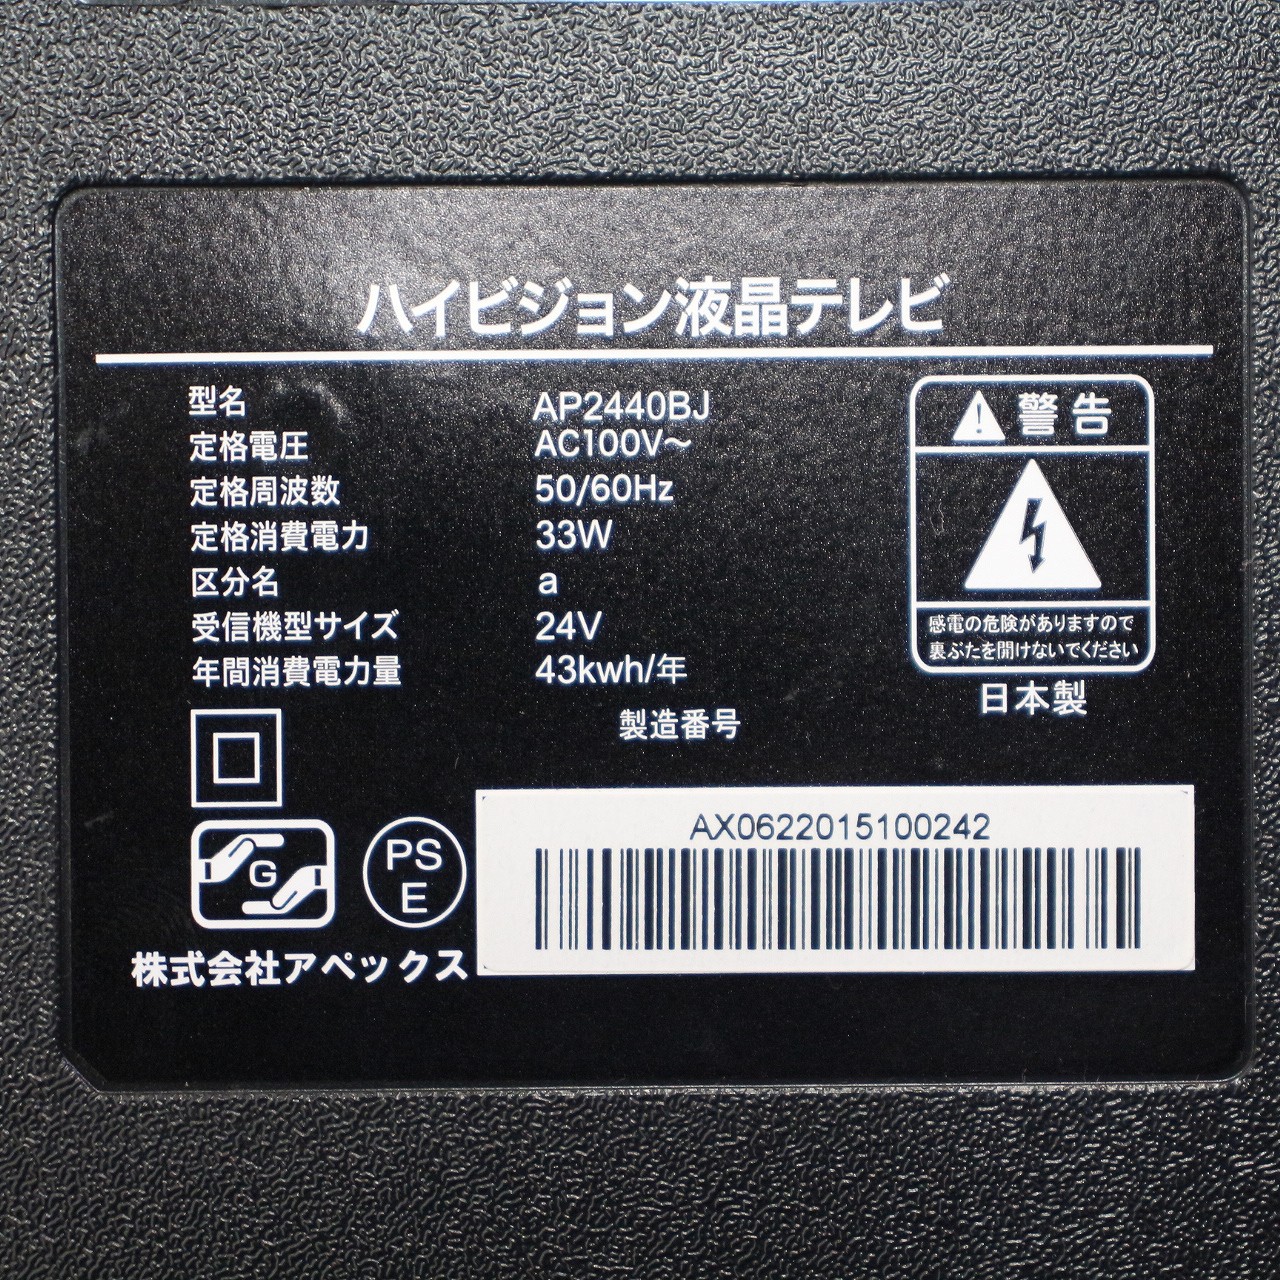 ハイビジョン液晶テレビ
型名 AP2440BJ
定格電圧 AC100V～
定格周波数 50/60Hz
定格消費電力 33W
区分名 a
受信機型サイズ 24V
年間消費電力量 43kwh/年
警告
感電の危険がありますので
裏ぶたを開けないでください
日本製
製造番号
AX0622015100242
G
PS
E
株式会社アペックス